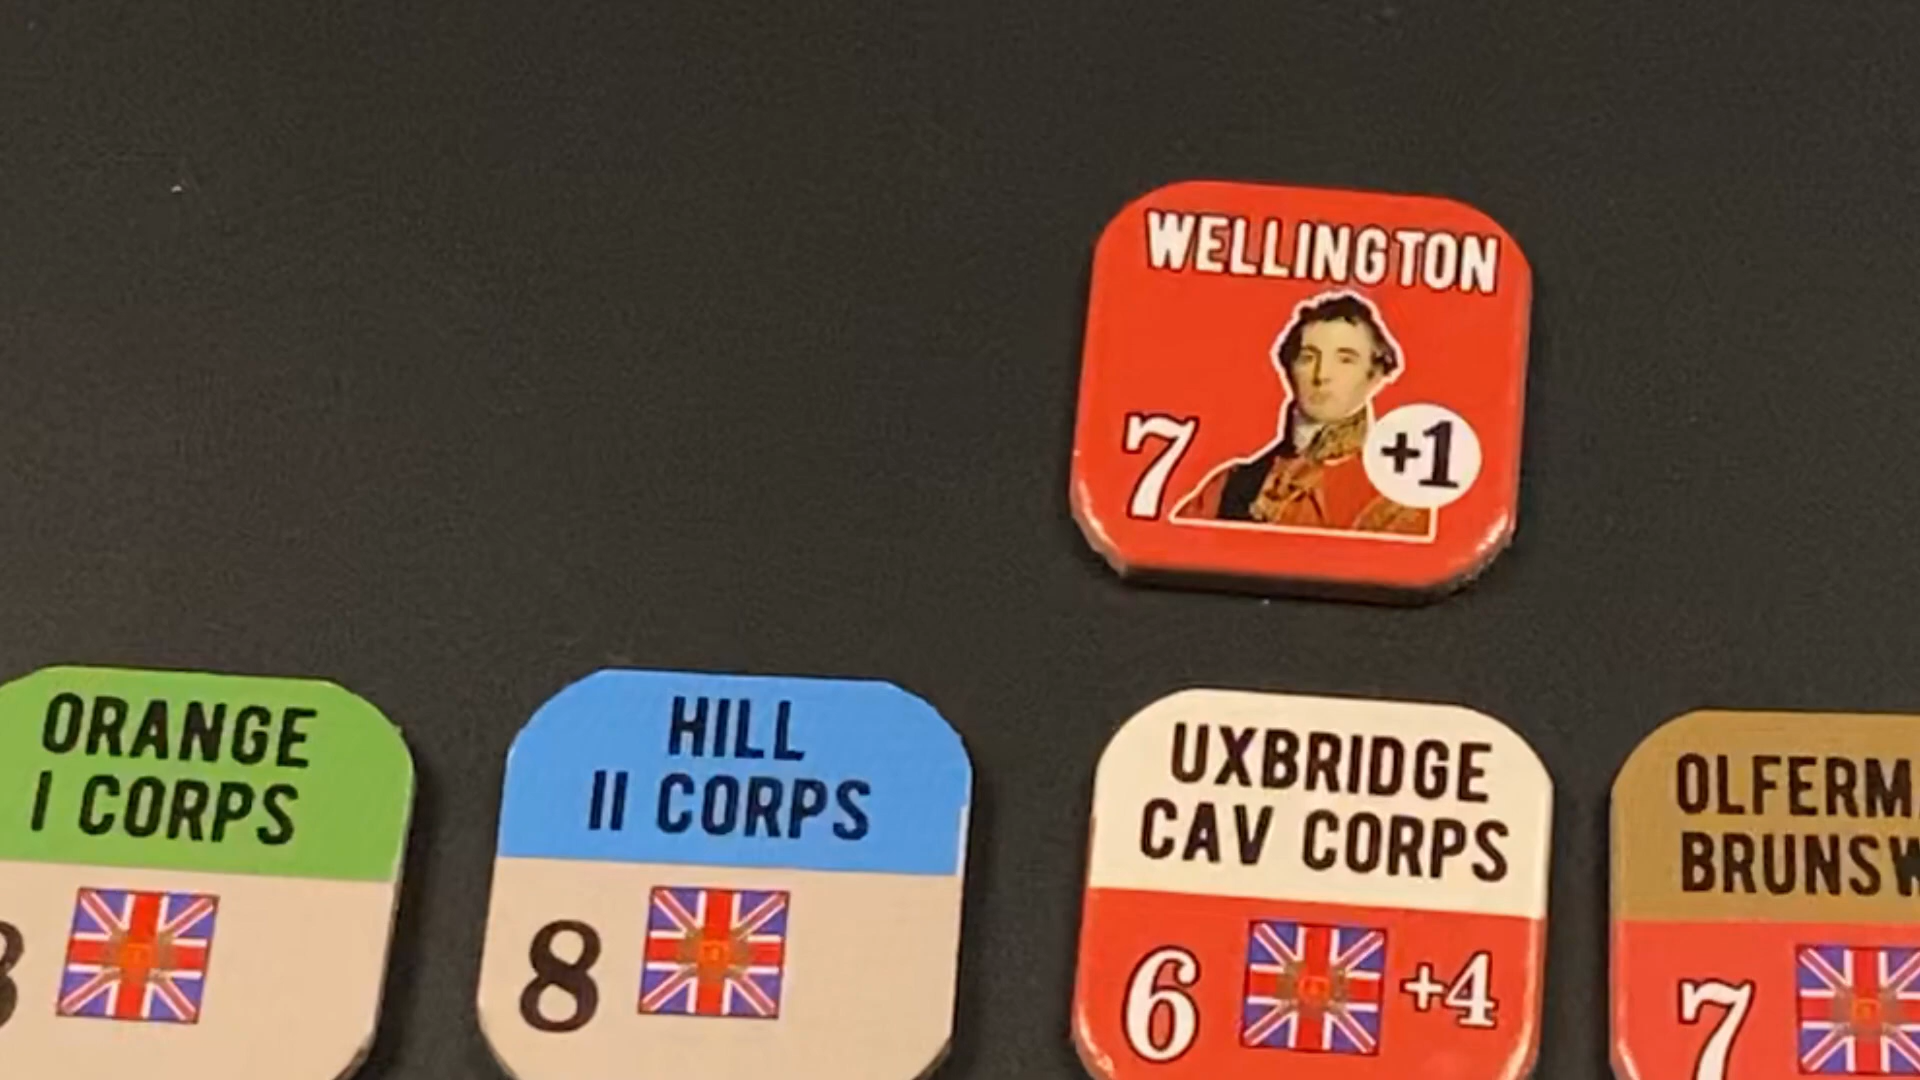 WELLINGTON
7 +1
ORANGE
I CORPS
HILL
II CORPS
8
UXBRIDGE
CAV CORPS
6 +4
7